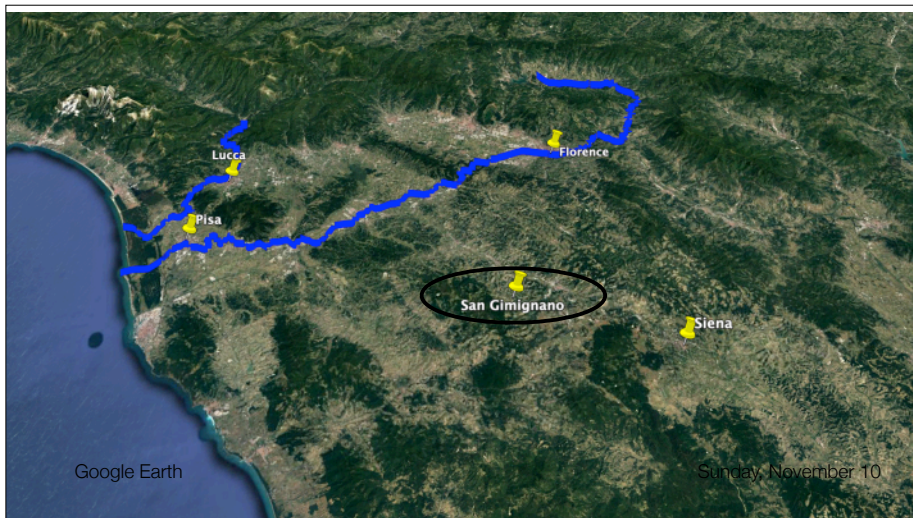 Lucca
Florence
Pisa
San Gimignano
Siena
Google Earth
Sunday, November 10